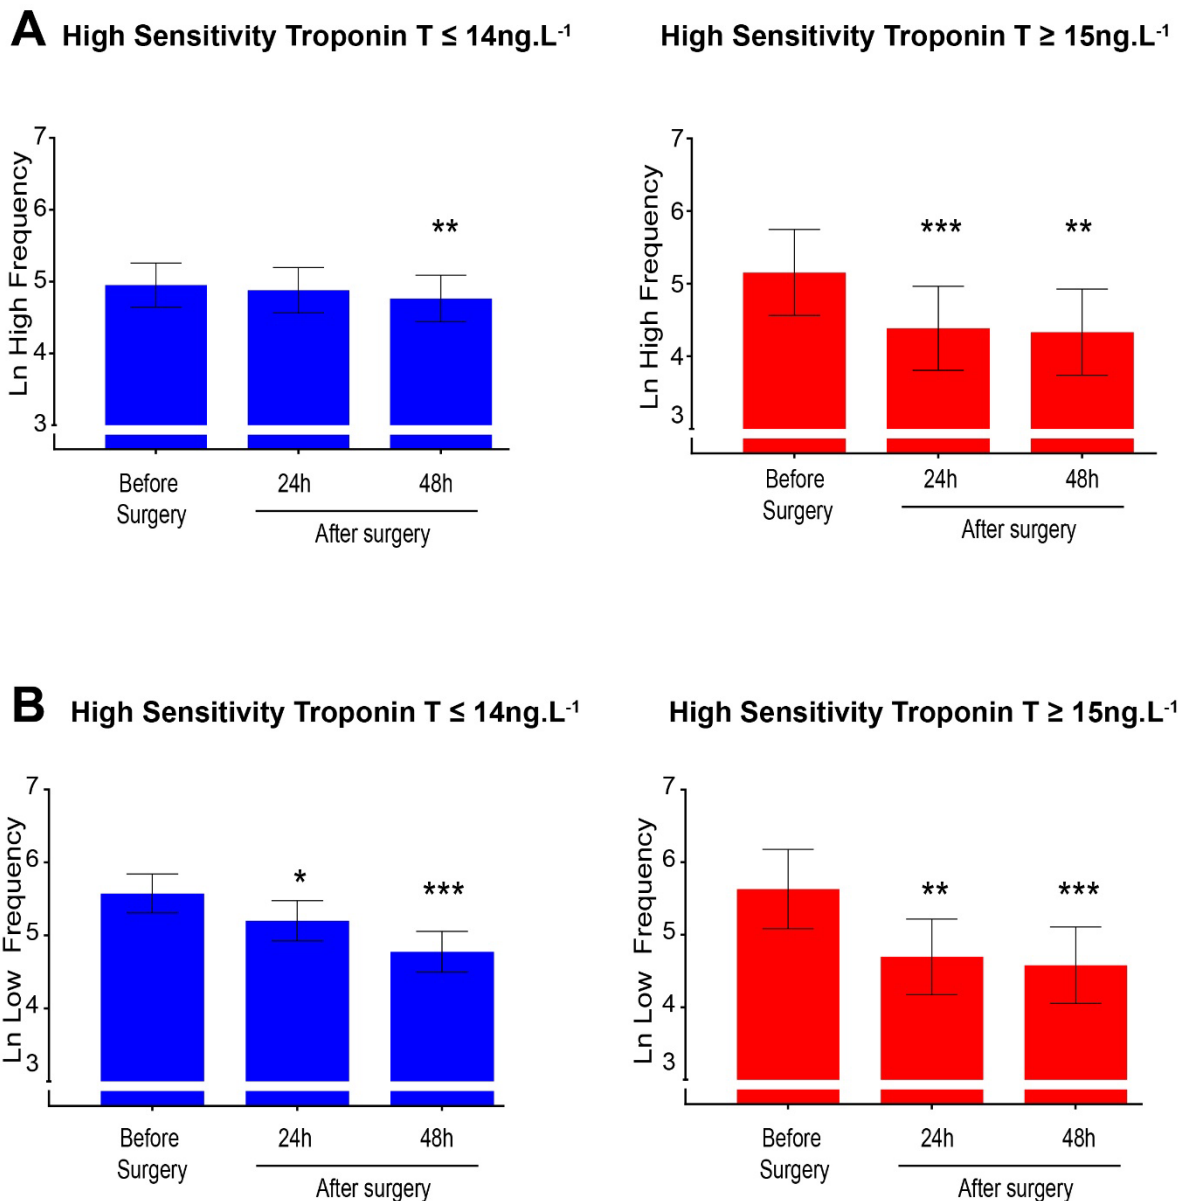 A High Sensitivity Troponin T ≤ 14ng.L⁻¹
High Sensitivity Troponin T ≥ 15ng.L⁻¹
Ln High Frequency
7
6
5
4
3
**
Before
Surgery
24h
48h
After surgery
Ln High Frequency
7
6
5
4
3
***
**
Before
Surgery
24h
48h
After surgery
B High Sensitivity Troponin T ≤ 14ng.L⁻¹
High Sensitivity Troponin T ≥ 15ng.L⁻¹
Ln Low Frequency
7
6
5
4
3
*
***
Before
Surgery
24h
48h
After surgery
Ln Low Frequency
7
6
5
4
3
**
***
Before
Surgery
24h
48h
After surgery